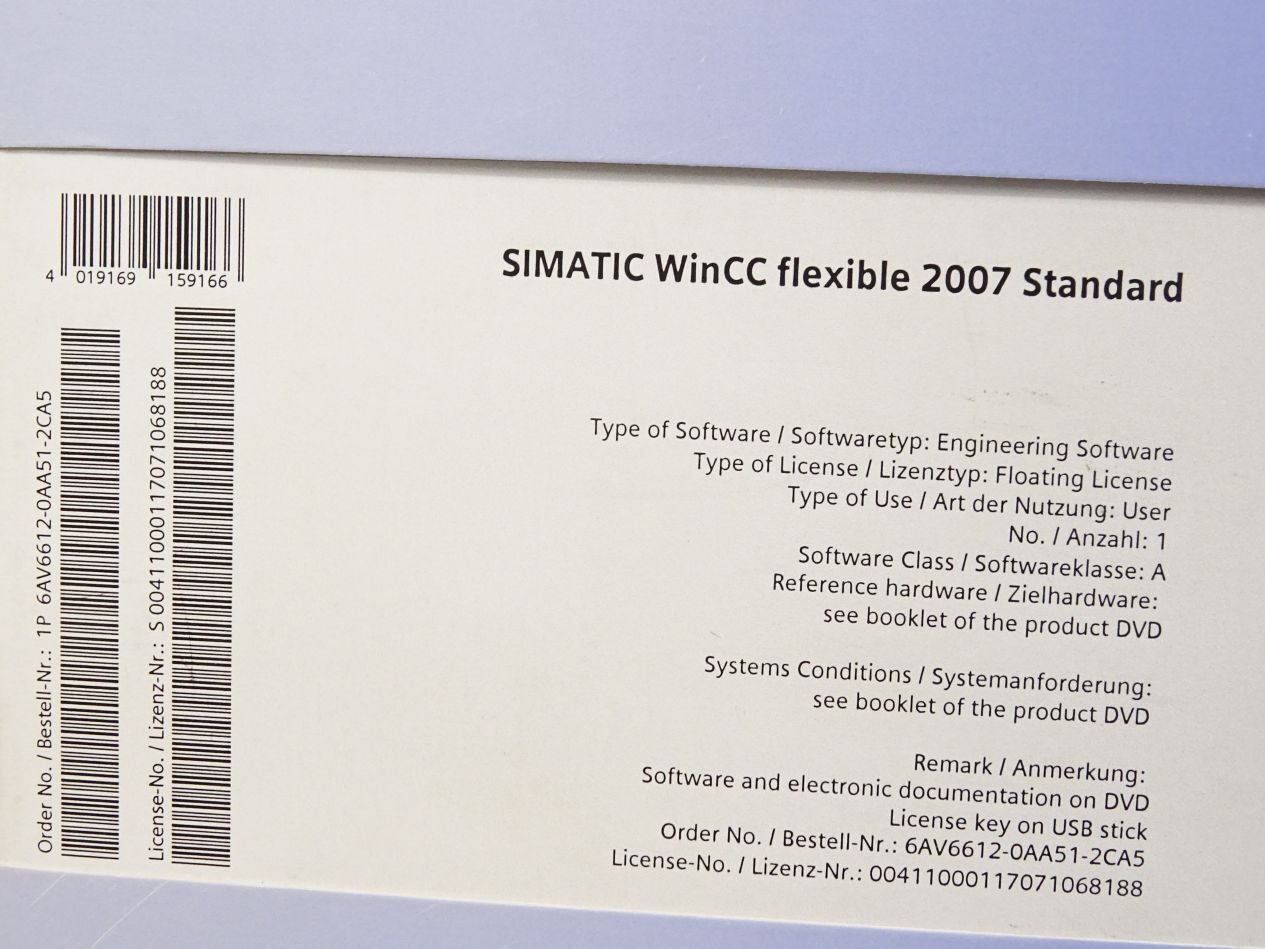 4 019169 159166
Order No. / Bestell-Nr.: 1P 6AV6612-0AA51-2CA5
License-No. / Lizenz-Nr.: S 00411000117071068188
SIMATIC WinCC flexible 2007 Standard
Type of Software / Softwaretyp: Engineering Software
Type of License / Lizenztyp: Floating License
Type of Use / Art der Nutzung: User
No. / Anzahl: 1
Software Class / Softwareklasse: A
Reference hardware / Zielhardware:
see booklet of the product DVD
Systems Conditions / Systemanforderung:
see booklet of the product DVD
Remark / Anmerkung:
Software and electronic documentation on DVD
License key on USB stick
Order No. / Bestell-Nr.: 6AV6612-0AA51-2CA5
License-No. / Lizenz-Nr.: 00411000117071068188